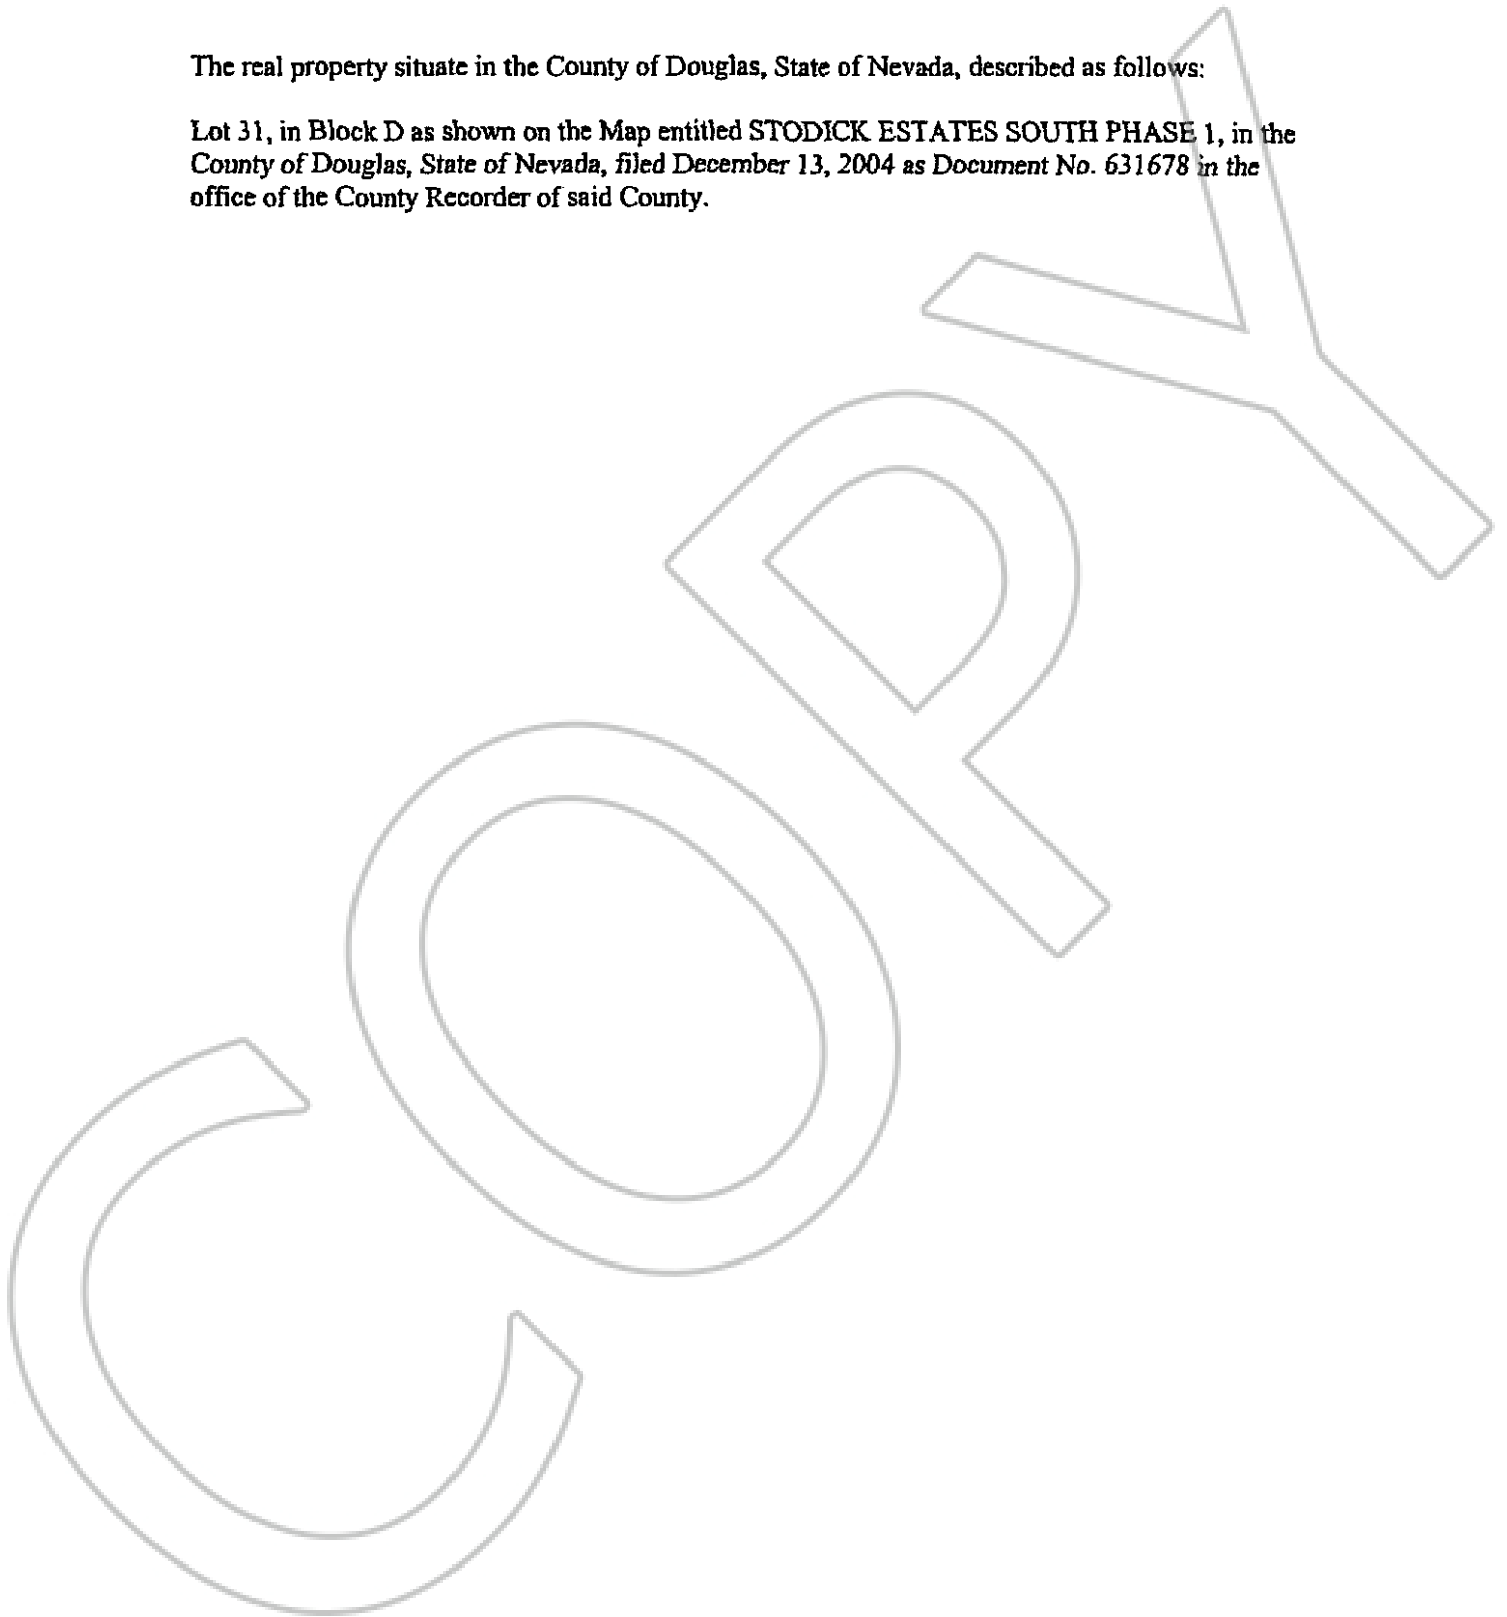 The real property situate in the County of Douglas, State of Nevada, described as follows:
Lot 31, in Block D as shown on the Map entitled STODICK ESTATES SOUTH PHASE 1, in the
County of Douglas, State of Nevada, filed December 13, 2004 as Document No. 631678 in the
office of the County Recorder of said County.
COPY